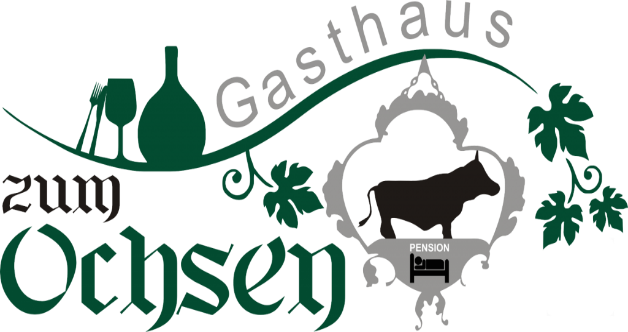 Gasthaus
zum
Ochsen
PENSION